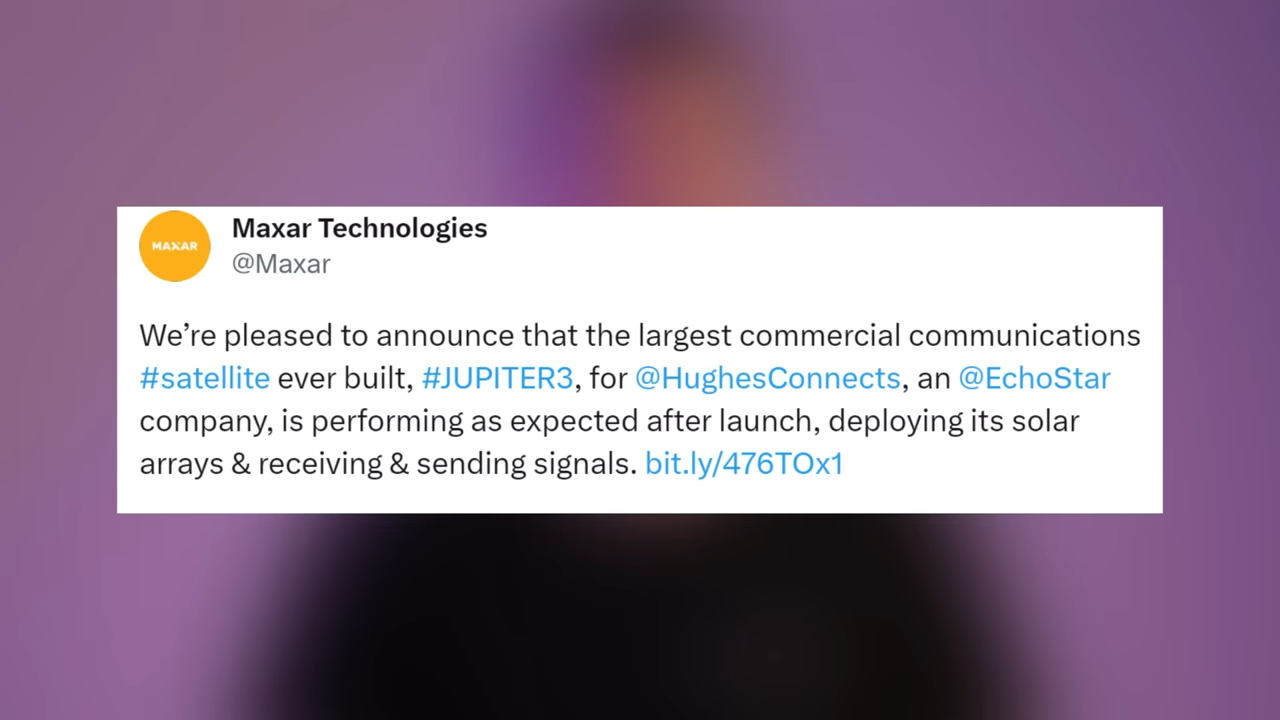 MAXAR
Maxar Technologies
@Maxar
We’re pleased to announce that the largest commercial communications
#satellite ever built, #JUPITER3, for @HughesConnects, an @EchoStar
company, is performing as expected after launch, deploying its solar
arrays & receiving & sending signals. bit.ly/476TOx1